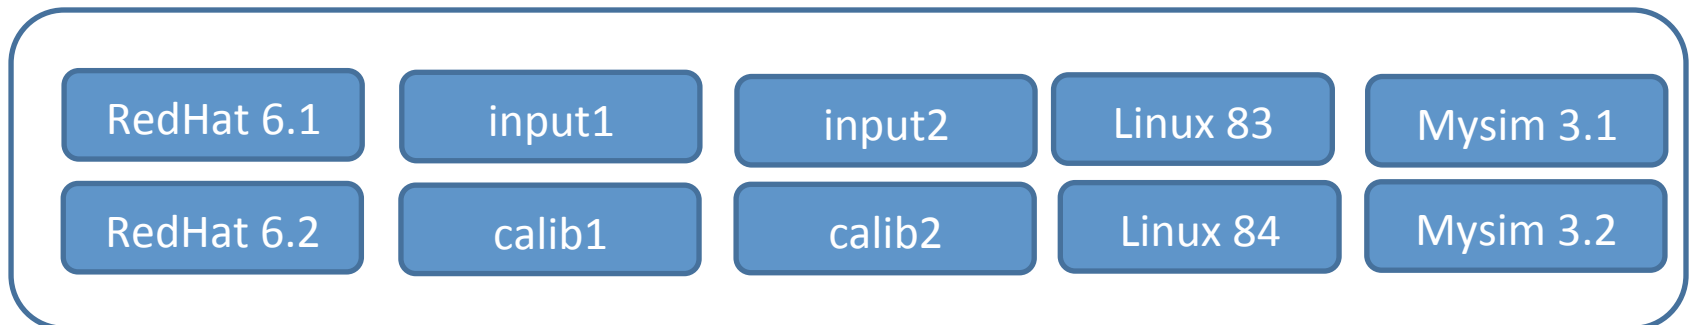 RedHat 6.1
input1
input2
Linux 83
Mysim 3.1
RedHat 6.2
calib1
calib2
Linux 84
Mysim 3.2